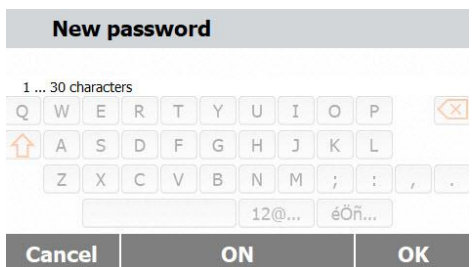 New password
1 ... 30 characters
Q W E R T Y U I O P
A S D F G H J K L
Z X C V B N M ; : , .
12@... éÖñ...
Cancel ON OK